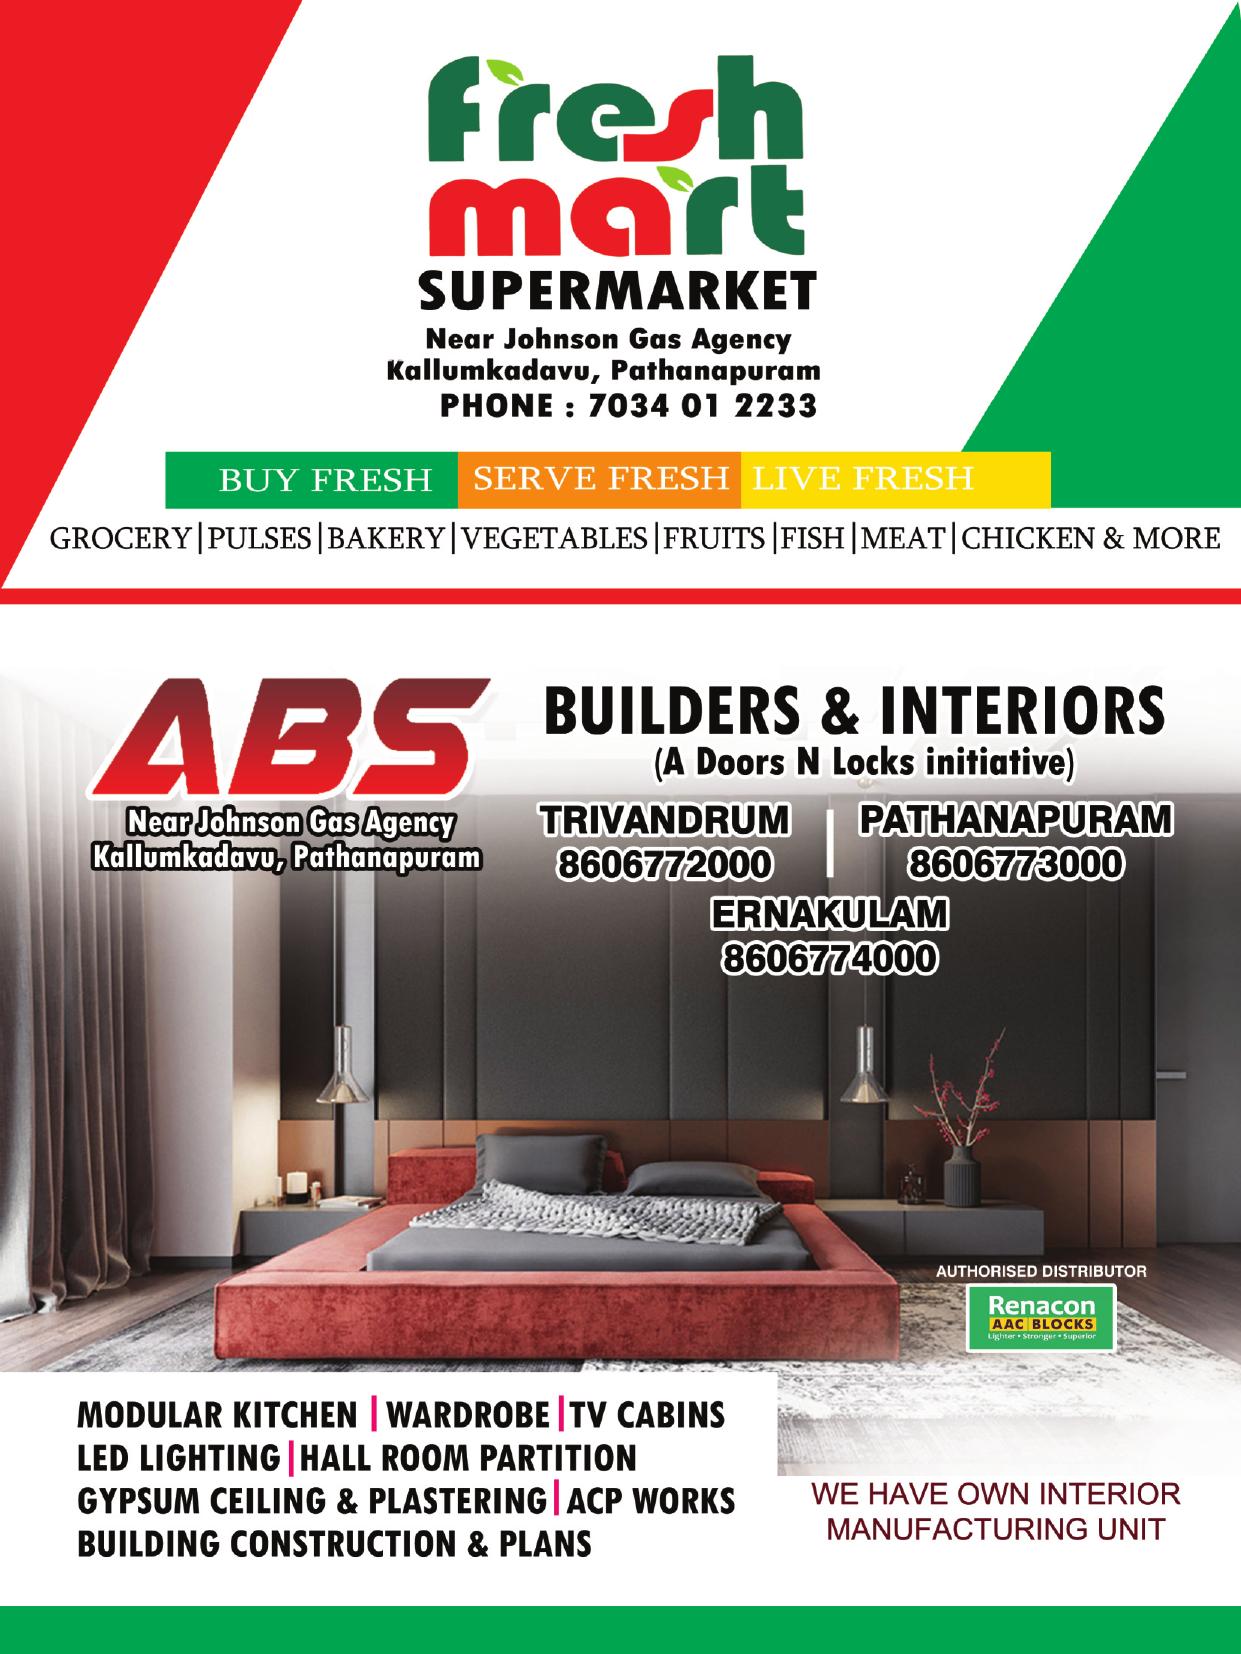 fresh
mart
SUPERMARKET
Near Johnson Gas Agency
Kallumkadavu, Pathanapuram
PHONE : 7034 01 2233
BUY FRESH SERVE FRESH LIVE FRESH
GROCERY|PULSES|BAKERY|VEGETABLES|FRUITS|FISH|MEAT|CHICKEN & MORE
ABS
Near Johnson Gas Agency
Kallumkadavu, Pathanapuram
BUILDERS & INTERIORS
(A Doors N Locks initiative)
TRIVANDRUM | PATHANAPURAM
8606772000 | 8606773000
ERNAKULAM
8606774000
AUTHORISED DISTRIBUTOR
Renacon
AAC BLOCKS
Lighter • Stronger • Superior
MODULAR KITCHEN | WARDROBE | TV CABINS
LED LIGHTING | HALL ROOM PARTITION
GYPSUM CEILING & PLASTERING | ACP WORKS
BUILDING CONSTRUCTION & PLANS
WE HAVE OWN INTERIOR
MANUFACTURING UNIT